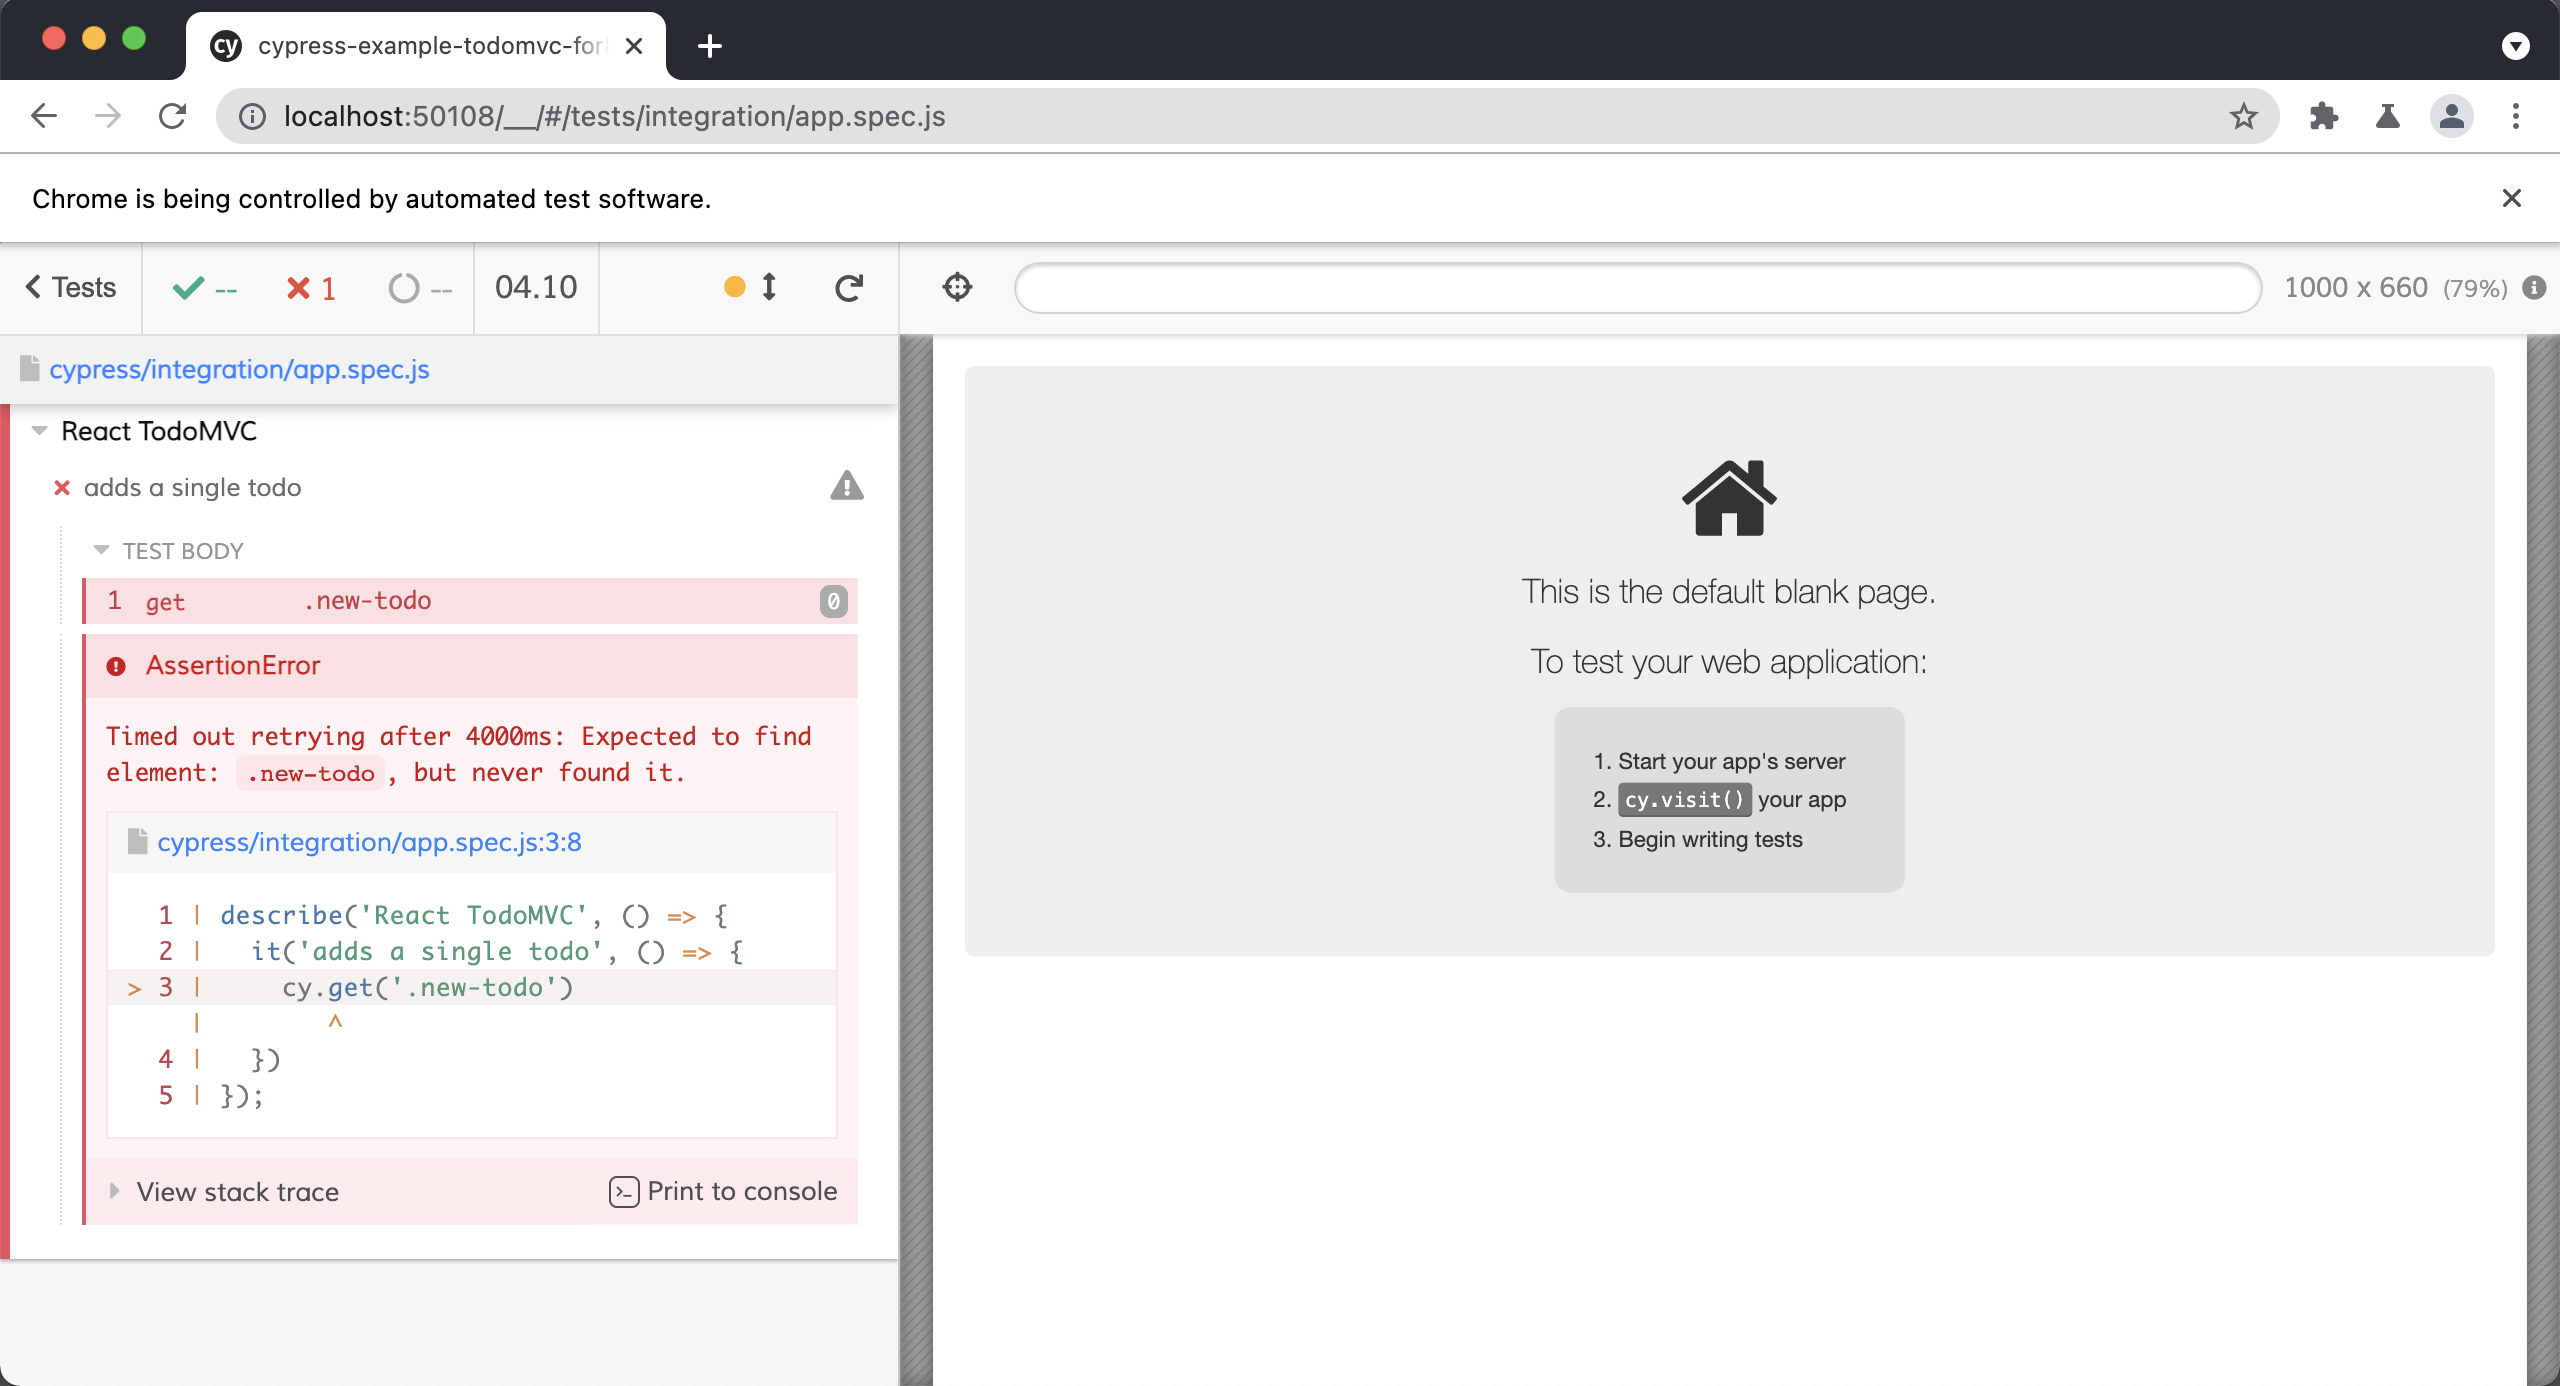 cy cypress-example-todomvc-for
localhost:50108/__/#/tests/integration/app.spec.js
Chrome is being controlled by automated test software.
Tests -- 1 -- 04.10
1000 x 660 (79%)
cypress/integration/app.spec.js
React TodoMVC
adds a single todo
TEST BODY
1 get .new-todo 0
AssertionError
Timed out retrying after 4000ms: Expected to find
element: .new-todo, but never found it.
cypress/integration/app.spec.js:3:8
1 | describe('React TodoMVC', () => {
2 |   it('adds a single todo', () => {
> 3 |     cy.get('.new-todo')
  |        ^
4 |   })
5 | });
View stack trace
Print to console
This is the default blank page.
To test your web application:
1. Start your app's server
2. cy.visit() your app
3. Begin writing tests